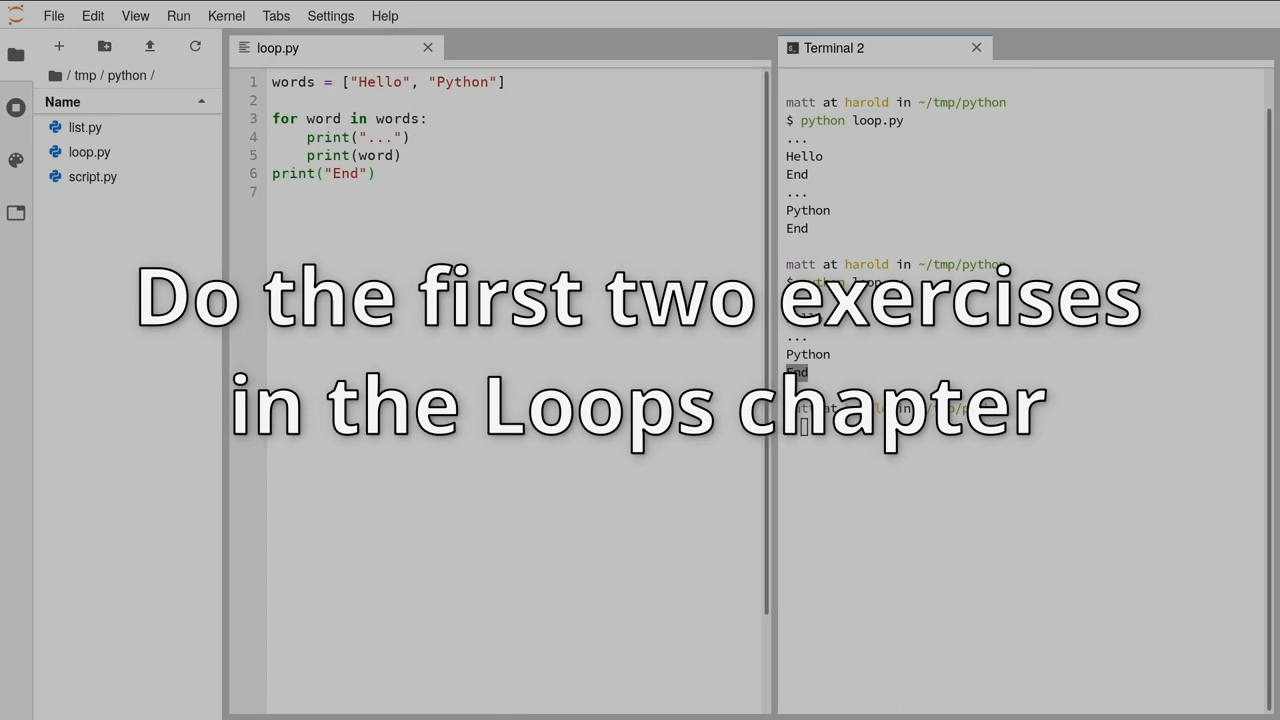 File Edit View Run Kernel Tabs Settings Help
loop.py
Terminal 2
/ tmp / python /
Name
list.py
loop.py
script.py
1 words = ["Hello", "Python"]
2
3 for word in words:
4     print("...")
5     print(word)
6 print("End")
7
matt at harold in ~/tmp/python
$ python loop.py
...
Hello
End
...
Python
End
matt at harold in ~/tmp/python
$ python
...
Python
End
Do the first two exercises
in the Loops chapter